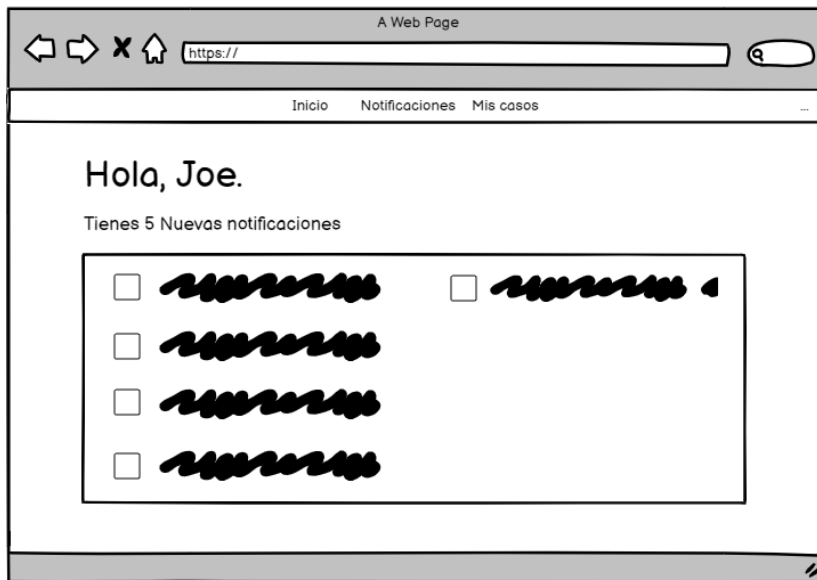 A Web Page
https://
Inicio Notificaciones Mis casos ...
Hola, Joe.
Tienes 5 Nuevas notificaciones